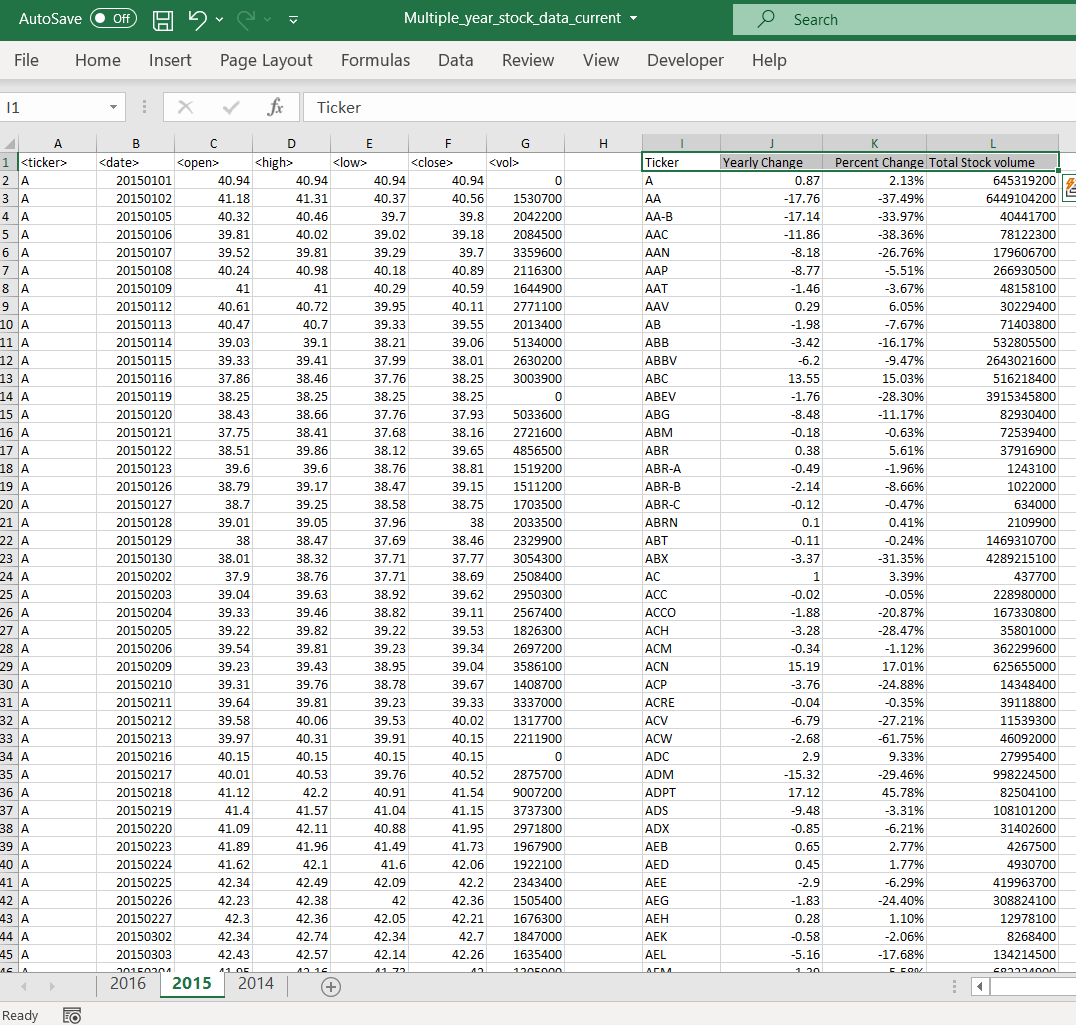 AutoSave Off Multiple_year_stock_data_current Search
File Home Insert Page Layout Formulas Data Review View Developer Help
I1 fx Ticker
A B C D E F G H I J K L
1 <ticker> <date> <open> <high> <low> <close> <vol> Ticker Yearly Change Percent Change Total Stock volume
2 A 20150101 40.94 40.94 40.94 40.94 0 A 0.87 2.13% 645319200
3 A 20150102 41.18 41.31 40.37 40.56 1530700 AA -17.76 -37.49% 6449104200
4 A 20150105 40.32 40.46 39.7 39.8 2042200 AA-B -17.14 -33.97% 40441700
5 A 20150106 39.81 40.02 39.02 39.18 2084500 AAC -11.86 -38.36% 78122300
6 A 20150107 39.52 39.81 39.29 39.7 3359600 AAN -8.18 -26.76% 179606700
7 A 20150108 40.24 40.98 40.18 40.89 2116300 AAP -8.77 -5.51% 266930500
8 A 20150109 41 41 40.29 40.59 1644900 AAT -1.46 -3.67% 48158100
9 A 20150112 40.61 40.72 39.95 40.11 2771100 AAV 0.29 6.05% 30229400
10 A 20150113 40.47 40.7 39.33 39.55 2013400 AB -1.98 -7.67% 71403800
11 A 20150114 39.03 39.1 38.21 39.06 5134000 ABB -3.42 -16.17% 532805500
12 A 20150115 39.33 39.41 37.99 38.01 2630200 ABBV -6.2 -9.47% 2643021600
13 A 20150116 37.86 38.46 37.76 38.25 3003900 ABC 13.55 15.03% 516218400
14 A 20150119 38.25 38.25 38.25 38.25 0 ABEV -1.76 -28.30% 3915345800
15 A 20150120 38.43 38.66 37.76 37.93 5033600 ABG -8.48 -11.17% 82930400
16 A 20150121 37.75 38.41 37.68 38.16 2721600 ABM -0.18 -0.63% 72539400
17 A 20150122 38.51 39.86 38.12 39.65 4856500 ABR 0.38 5.61% 37916900
18 A 20150123 39.6 39.6 38.76 38.81 1519200 ABR-A -0.49 -1.96% 1243100
19 A 20150126 38.79 39.17 38.47 39.15 1511200 ABR-B -2.14 -8.66% 1022000
20 A 20150127 38.7 39.25 38.58 38.75 1703500 ABR-C -0.12 -0.47% 634000
21 A 20150128 39.01 39.05 37.96 38 2033500 ABRN 0.1 0.41% 2109900
22 A 20150129 38 38.47 37.69 38.46 2329900 ABT -0.11 -0.24% 1469310700
23 A 20150130 38.01 38.32 37.71 37.77 3054300 ABX -3.37 -31.35% 4289215100
24 A 20150202 37.9 38.76 37.71 38.69 2508400 AC 1 3.39% 437700
25 A 20150203 39.04 39.63 38.92 39.62 2950300 ACC -0.02 -0.05% 228980000
26 A 20150204 39.33 39.46 38.82 39.11 2567400 ACCO -1.88 -20.87% 167330800
27 A 20150205 39.22 39.82 39.22 39.53 1826300 ACH -3.28 -28.47% 35801000
28 A 20150206 39.54 39.81 39.23 39.34 2697200 ACM -0.34 -1.12% 362299600
29 A 20150209 39.23 39.43 38.95 39.04 3586100 ACN 15.19 17.01% 625655000
30 A 20150210 39.31 39.76 38.78 39.67 1408700 ACP -3.76 -24.88% 14348400
31 A 20150211 39.64 39.81 39.23 39.33 3337000 ACRE -0.04 -0.35% 39118800
32 A 20150212 39.58 40.06 39.53 40.02 1317700 ACV -6.79 -27.21% 11539300
33 A 20150213 39.97 40.31 39.91 40.15 2211900 ACW -2.68 -61.75% 46092000
34 A 20150216 40.15 40.15 40.15 40.15 0 ADC 2.9 9.33% 27995400
35 A 20150217 40.01 40.53 39.76 40.52 2875700 ADM -15.32 -29.46% 998224500
36 A 20150218 41.12 42.2 40.91 41.54 9007200 ADPT 17.12 45.78% 82504100
37 A 20150219 41.4 41.57 41.04 41.15 3737300 ADS -9.48 -3.31% 108101200
38 A 20150220 41.09 42.11 40.88 41.95 2971800 ADX -0.85 -6.21% 31402600
39 A 20150223 41.89 41.96 41.49 41.73 1967900 AEB 0.65 2.77% 4267500
40 A 20150224 41.62 42.1 41.6 42.06 1922100 AED 0.45 1.77% 4930700
41 A 20150225 42.34 42.49 42.09 42.2 2343400 AEE -2.9 -6.29% 419963700
42 A 20150226 42.23 42.38 42 42.36 1505400 AEG -1.83 -24.40% 308824100
43 A 20150227 42.3 42.36 42.05 42.21 1676300 AEH 0.28 1.10% 12978100
44 A 20150302 42.34 42.74 42.34 42.7 1847000 AEK -0.58 -2.06% 8268400
45 A 20150303 42.43 42.57 42.14 42.26 1635400 AEL -5.16 -17.68% 134214500
2016 2015 2014
Ready